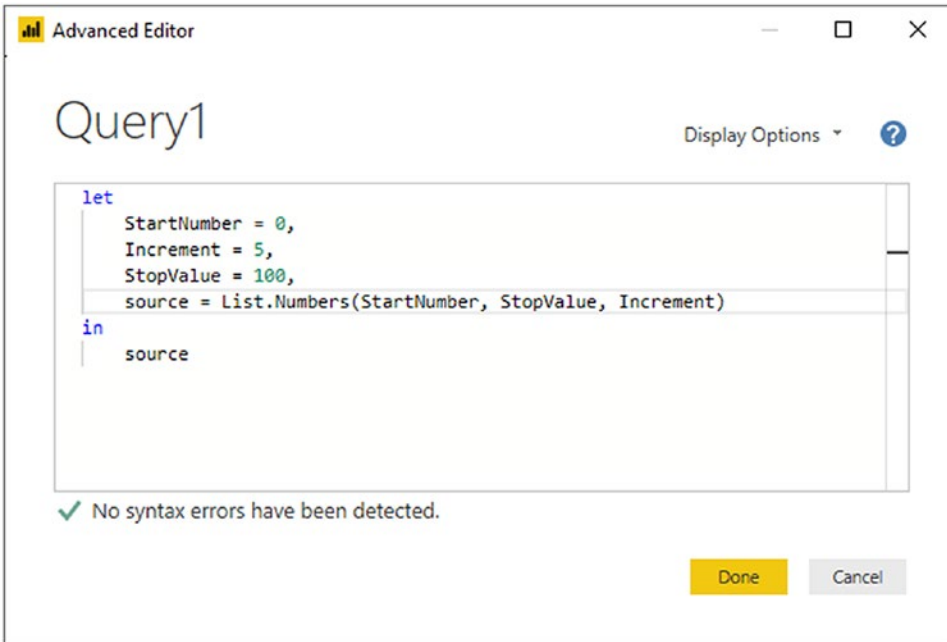 Advanced Editor
Query1
Display Options
?
let
    StartNumber = 0,
    Increment = 5,
    StopValue = 100,
    source = List.Numbers(StartNumber, StopValue, Increment)
in
    source
No syntax errors have been detected.
Done Cancel